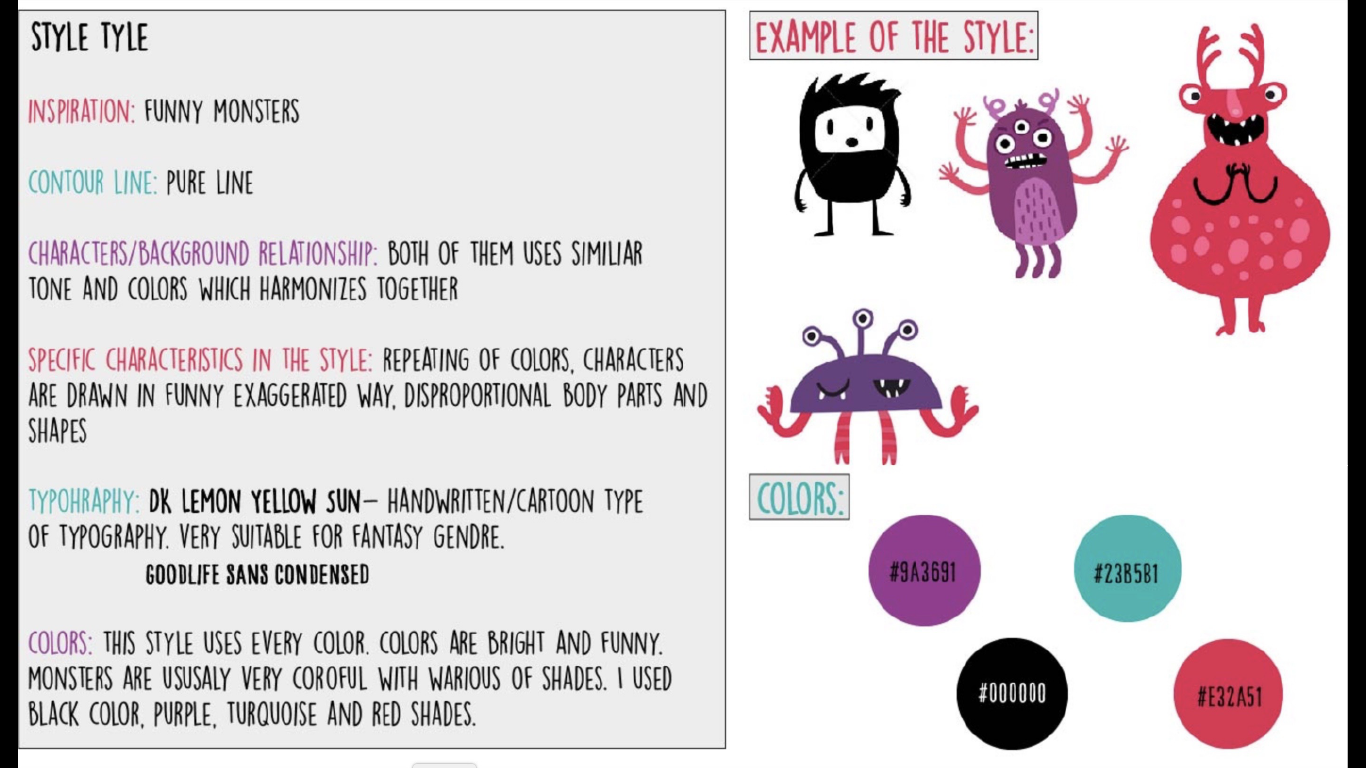 STYLE TYLE
INSPIRATION: FUNNY MONSTERS
CONTOUR LINE: PURE LINE
CHARACTERS/BACKGROUND RELATIONSHIP: BOTH OF THEM USES SIMILIAR
TONE AND COLORS WHICH HARMONIZES TOGETHER
SPECIFIC CHARACTERISTICS IN THE STYLE: REPEATING OF COLORS, CHARACTERS
ARE DRAWN IN FUNNY EXAGGERATED WAY, DISPROPORTIONAL BODY PARTS AND
SHAPES
TYPOHRAPHY: DK LEMON YELLOW SUN– HANDWRITTEN/CARTOON TYPE
OF TYPOGRAPHY. VERY SUITABLE FOR FANTASY GENDRE.
GOODLIFE SANS CONDENSED
COLORS: THIS STYLE USES EVERY COLOR. COLORS ARE BRIGHT AND FUNNY.
MONSTERS ARE USUSALY VERY COROFUL WITH WARIOUS OF SHADES. I USED
BLACK COLOR, PURPLE, TURQUOISE AND RED SHADES.
EXAMPLE OF THE STYLE:
COLORS:
#9A3691
#23B5B1
#000000
#E32A51